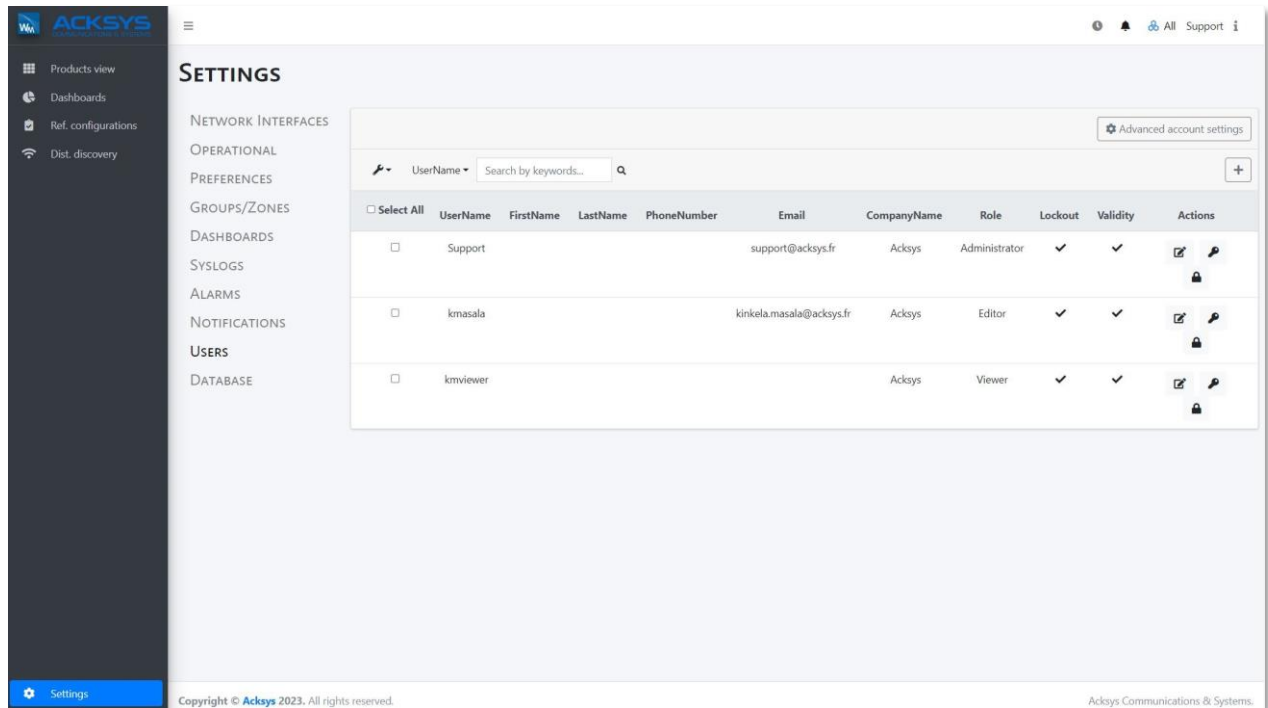 ACKSYS
COMMUNICATIONS & SYSTEMS
All Support i
Products view
Dashboards
Ref. configurations
Dist. discovery
Settings
SETTINGS
NETWORK INTERFACES
OPERATIONAL
PREFERENCES
GROUPS/ZONES
DASHBOARDS
SYSLOGS
ALARMS
NOTIFICATIONS
USERS
DATABASE
Advanced account settings
UserName Search by keywords... +
Select All UserName FirstName LastName PhoneNumber Email CompanyName Role Lockout Validity Actions
Support support@acksys.fr Acksys Administrator
kmasala kinkela.masala@acksys.fr Acksys Editor
kmviewer Acksys Viewer
Copyright © Acksys 2023. All rights reserved. Acksys Communications & Systems.